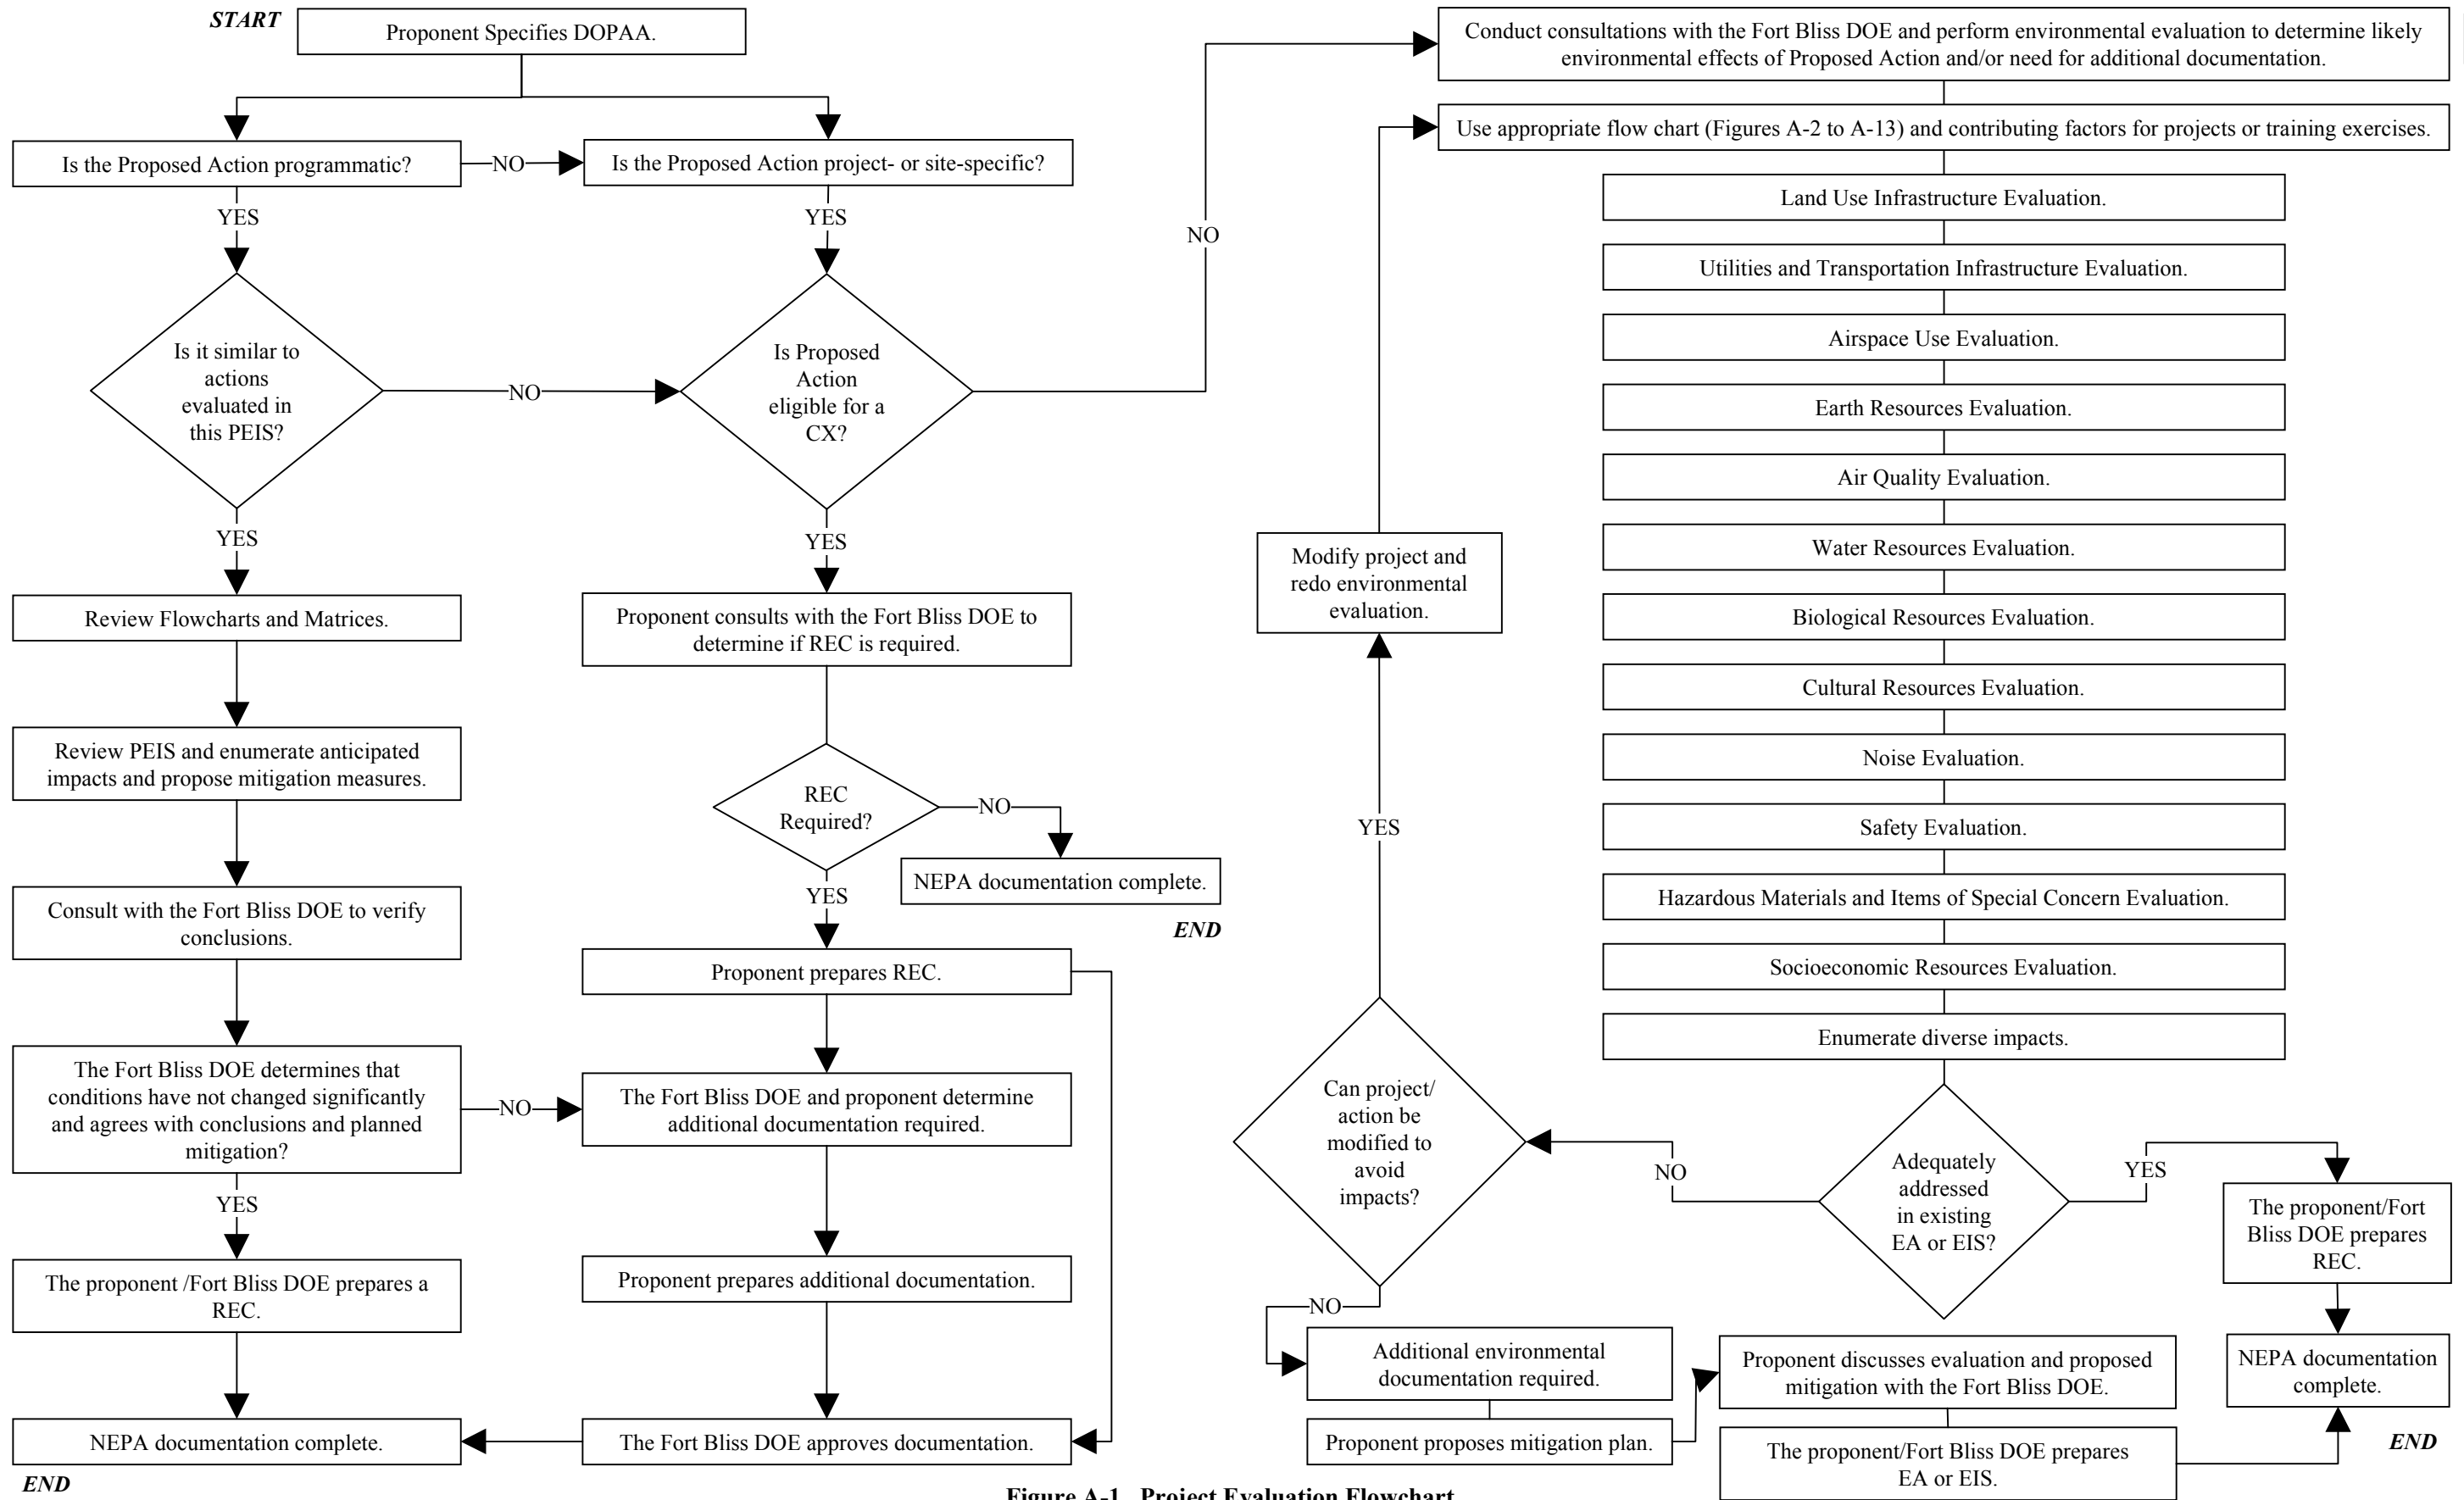 START
Proponent Specifies DOPAA.
Is the Proposed Action programmatic?
NO
Is the Proposed Action project- or site-specific?
YES
YES
Is it similar to
actions
evaluated in
this PEIS?
NO
Is Proposed
Action
eligible for a
CX?
NO
YES
YES
Review Flowcharts and Matrices.
Proponent consults with the Fort Bliss DOE to
determine if REC is required.
Review PEIS and enumerate anticipated
impacts and propose mitigation measures.
REC
Required?
NO
NEPA documentation complete.
END
YES
Consult with the Fort Bliss DOE to verify
conclusions.
Proponent prepares REC.
The Fort Bliss DOE determines that
conditions have not changed significantly
and agrees with conclusions and planned
mitigation?
NO
The Fort Bliss DOE and proponent determine
additional documentation required.
YES
The proponent /Fort Bliss DOE prepares a
REC.
Proponent prepares additional documentation.
NEPA documentation complete.
The Fort Bliss DOE approves documentation.
END
Conduct consultations with the Fort Bliss DOE and perform environmental evaluation to determine likely
environmental effects of Proposed Action and/or need for additional documentation.
Use appropriate flow chart (Figures A-2 to A-13) and contributing factors for projects or training exercises.
Land Use Infrastructure Evaluation.
Utilities and Transportation Infrastructure Evaluation.
Airspace Use Evaluation.
Earth Resources Evaluation.
Air Quality Evaluation.
Water Resources Evaluation.
Biological Resources Evaluation.
Cultural Resources Evaluation.
Noise Evaluation.
Safety Evaluation.
Hazardous Materials and Items of Special Concern Evaluation.
Socioeconomic Resources Evaluation.
Enumerate diverse impacts.
Modify project and
redo environmental
evaluation.
YES
Can project/
action be
modified to
avoid
impacts?
NO
Adequately
addressed
in existing
EA or EIS?
YES
The proponent/Fort
Bliss DOE prepares
REC.
NO
Additional environmental
documentation required.
Proponent proposes mitigation plan.
Proponent discusses evaluation and proposed
mitigation with the Fort Bliss DOE.
The proponent/Fort Bliss DOE prepares
EA or EIS.
NEPA documentation
complete.
END
Figure A-1. Project Evaluation Flowchart